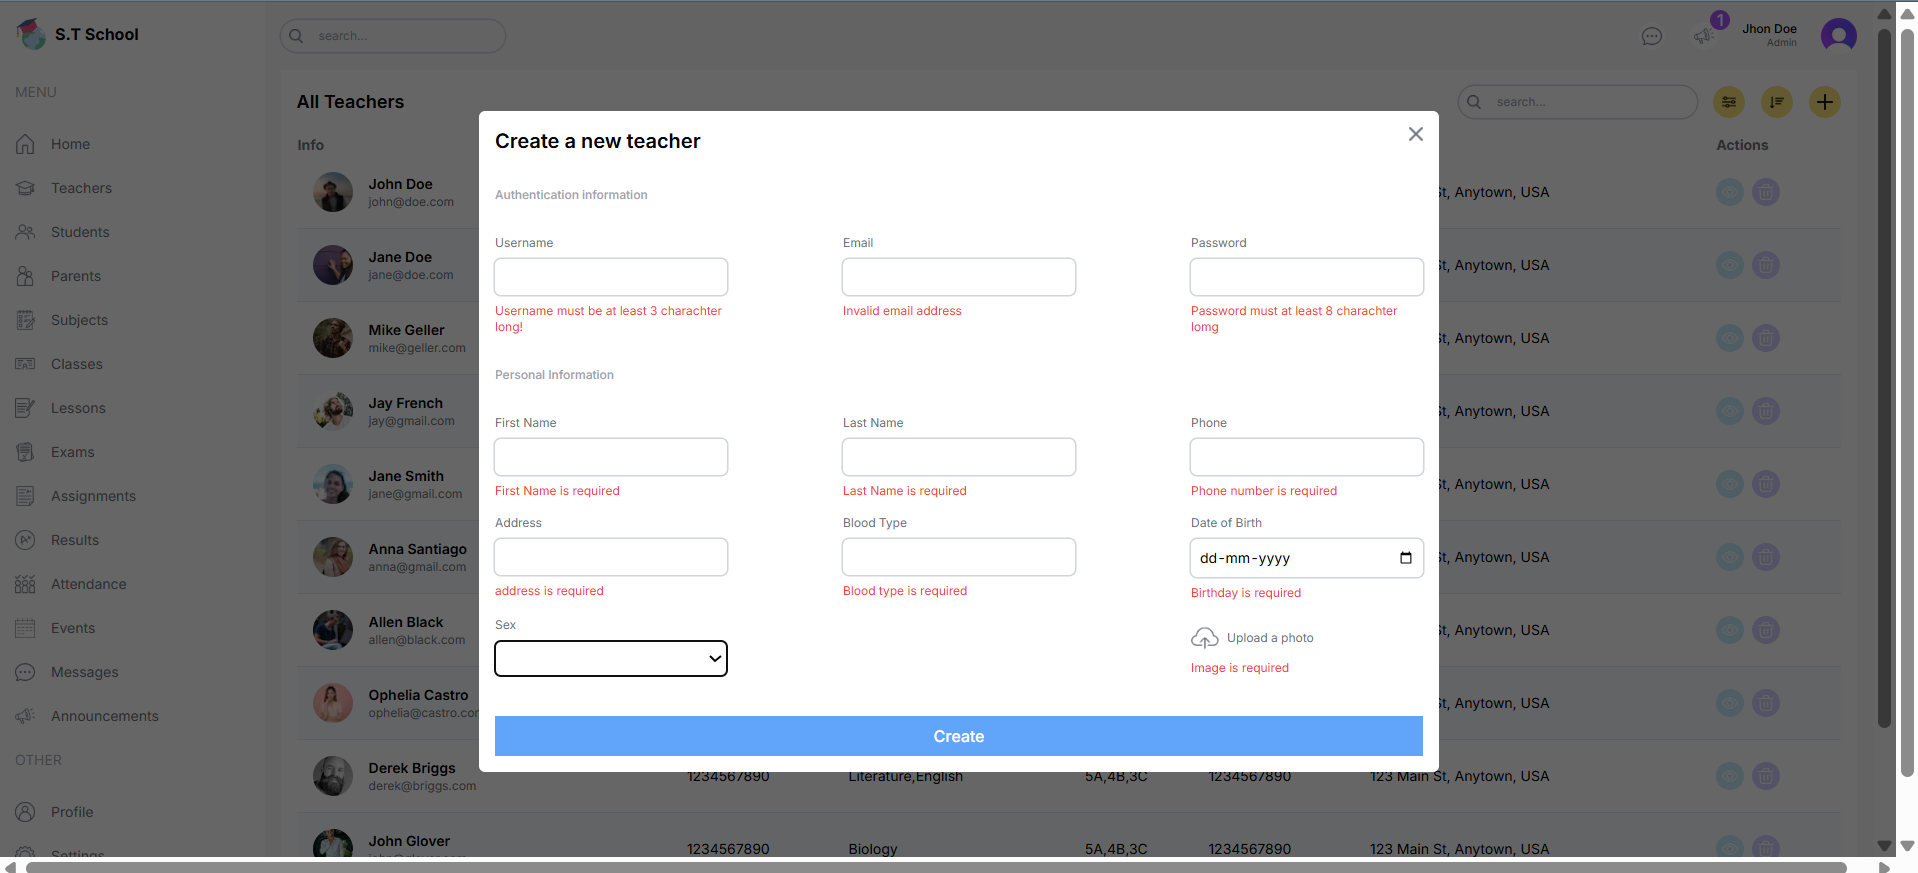 S.T School
search...
1
Jhon Doe
Admin
MENU
Home
Teachers
Students
Parents
Subjects
Classes
Lessons
Exams
Assignments
Results
Attendance
Events
Messages
Announcements
OTHER
Profile
Settings
All Teachers
search...
Info
Actions
John Doe
john@doe.com
St, Anytown, USA
Jane Doe
jane@doe.com
St, Anytown, USA
Mike Geller
mike@geller.com
St, Anytown, USA
Jay French
jay@gmail.com
St, Anytown, USA
Jane Smith
jane@gmail.com
St, Anytown, USA
Anna Santiago
anna@gmail.com
St, Anytown, USA
Allen Black
allen@black.com
St, Anytown, USA
Ophelia Castro
ophelia@castro.com
St, Anytown, USA
Derek Briggs
derek@briggs.com
1234567890 Literature,English 5A,4B,3C 1234567890 123 Main St, Anytown, USA
John Glover
1234567890 Biology 5A,4B,3C 1234567890 123 Main St, Anytown, USA
Create a new teacher
Authentication information
Username Email Password
Username must be at least 3 charachter
long!
Invalid email address
Password must at least 8 charachter
lomg
Personal Information
First Name Last Name Phone
First Name is required Last Name is required Phone number is required
Address Blood Type Date of Birth
dd-mm-yyyy
address is required Blood type is required Birthday is required
Sex
Upload a photo
Image is required
Create